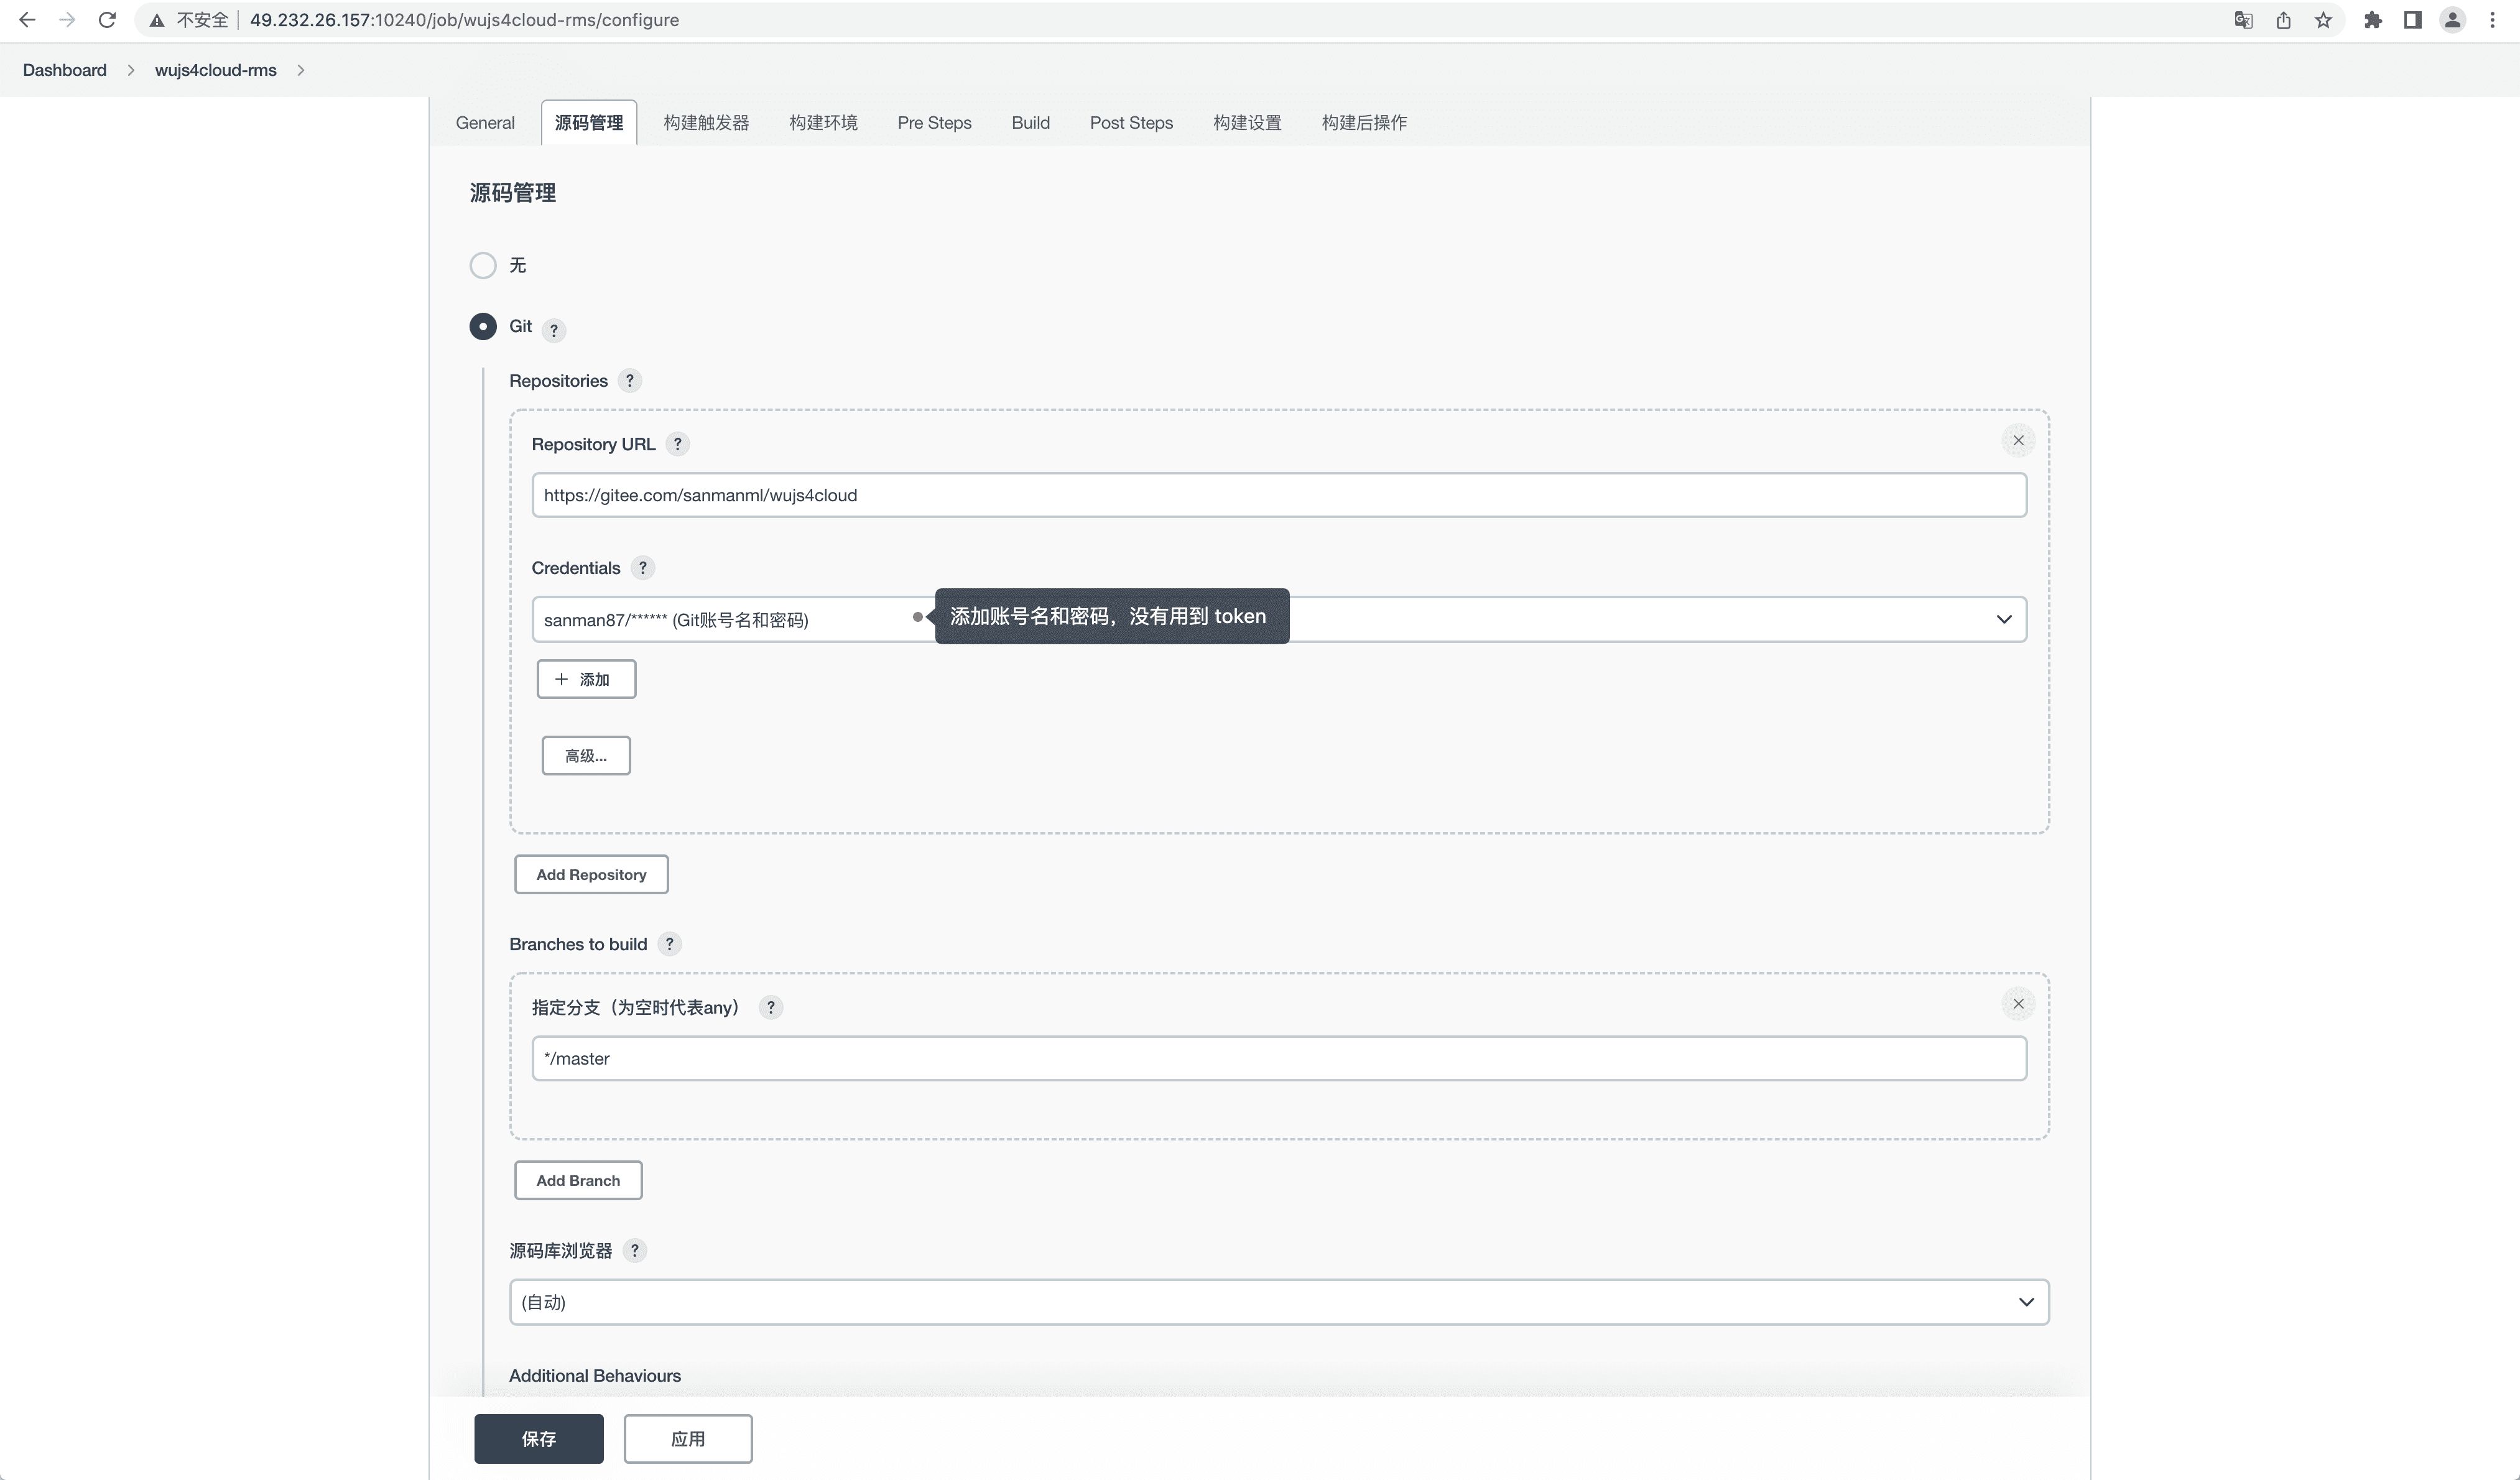 不安全 49.232.26.157:10240/job/wujs4cloud-rms/configure
Dashboard wujs4cloud-rms
General 源码管理 构建触发器 构建环境 Pre Steps Build Post Steps 构建设置 构建后操作
源码管理
无
Git ?
Repositories ?
Repository URL ?
https://gitee.com/sanmanml/wujs4cloud
Credentials ?
sanman87/****** (Git账号名和密码)
添加账号名和密码，没有用到 token
+ 添加
高级...
Add Repository
Branches to build ?
指定分支（为空时代表any） ?
*/master
Add Branch
源码库浏览器 ?
(自动)
Additional Behaviours
保存 应用